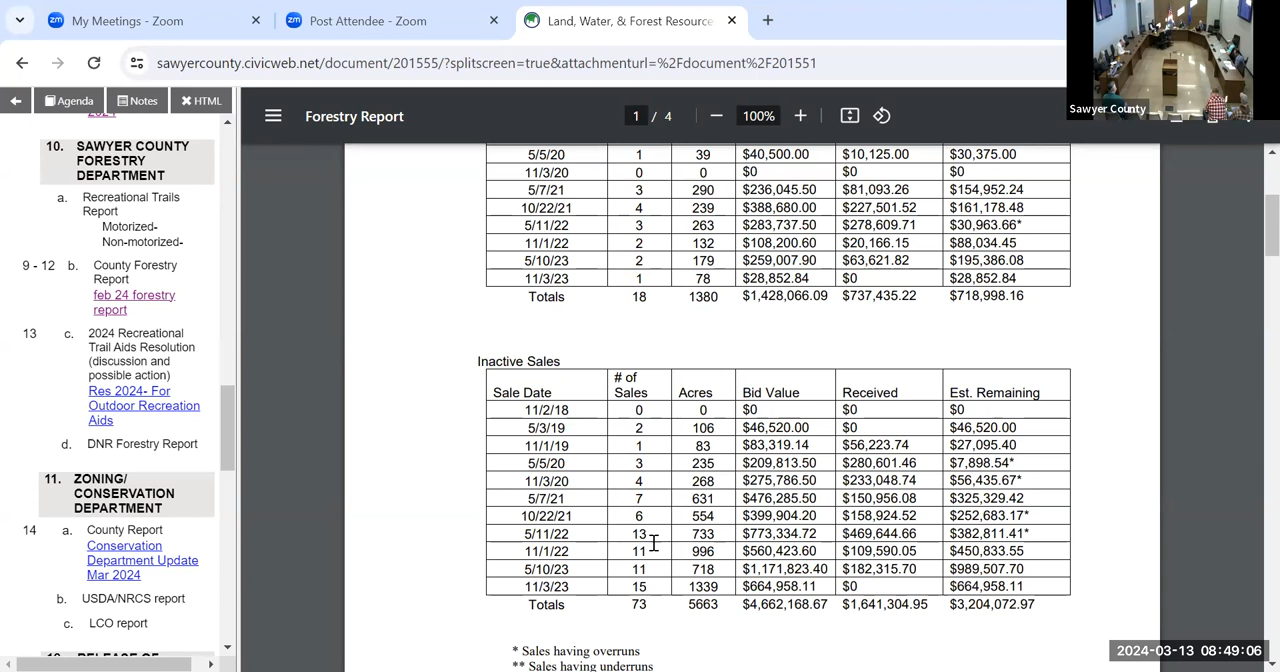 My Meetings - Zoom
Post Attendee - Zoom
Land, Water, & Forest Resource
sawyercounty.civicweb.net/document/201555/?splitscreen=true&attachmenturl=%2Fdocument%2F201551
Sawyer County
Agenda Notes HTML
Forestry Report
1 / 4
100%
2024
10. SAWYER COUNTY
FORESTRY
DEPARTMENT
a. Recreational Trails
Report
Motorized-
Non-motorized-
9 - 12 b. County Forestry
Report
feb 24 forestry
report
13 c. 2024 Recreational
Trail Aids Resolution
(discussion and
possible action)
Res 2024- For
Outdoor Recreation
Aids
d. DNR Forestry Report
11. ZONING/
CONSERVATION
DEPARTMENT
14 a. County Report
Conservation
Department Update
Mar 2024
b. USDA/NRCS report
c. LCO report
5/5/20 1 39 $40,500.00 $10,125.00 $30,375.00
11/3/20 0 0 $0 $0 $0
5/7/21 3 290 $236,045.50 $81,093.26 $154,952.24
10/22/21 4 239 $388,680.00 $227,501.52 $161,178.48
5/11/22 3 263 $283,737.50 $278,609.71 $30,963.66*
11/1/22 2 132 $108,200.60 $20,166.15 $88,034.45
5/10/23 2 179 $259,007.90 $63,621.82 $195,386.08
11/3/23 1 78 $28,852.84 $0 $28,852.84
Totals 18 1380 $1,428,066.09 $737,435.22 $718,998.16
Inactive Sales
# of
Sale Date Sales Acres Bid Value Received Est. Remaining
11/2/18 0 0 $0 $0 $0
5/3/19 2 106 $46,520.00 $0 $46,520.00
11/1/19 1 83 $83,319.14 $56,223.74 $27,095.40
5/5/20 3 235 $209,813.50 $280,601.46 $7,898.54*
11/3/20 4 268 $275,786.50 $233,048.74 $56,435.67*
5/7/21 7 631 $476,285.50 $150,956.08 $325,329.42
10/22/21 6 554 $399,904.20 $158,924.52 $252,683.17*
5/11/22 13 733 $773,334.72 $469,644.66 $382,811.41*
11/1/22 11 996 $560,423.60 $109,590.05 $450,833.55
5/10/23 11 718 $1,171,823.40 $182,315.70 $989,507.70
11/3/23 15 1339 $664,958.11 $0 $664,958.11
Totals 73 5663 $4,662,168.67 $1,641,304.95 $3,204,072.97
* Sales having overruns
** Sales having underruns
2024-03-13 08:49:06